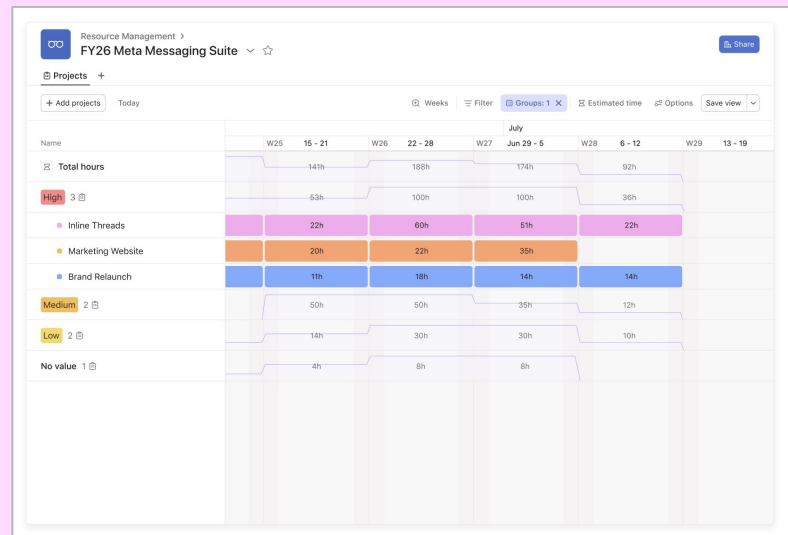 Resource Management >
FY26 Meta Messaging Suite
Share
Projects +
+ Add projects Today Weeks Filter Groups: 1 X Estimated time Options Save view
July
Name W25 15 - 21 W26 22 - 28 W27 Jun 29 - 5 W28 6 - 12 W29 13 - 19
Total hours 141h 188h 174h 92h
High 3 53h 100h 100h 36h
Inline Threads 22h 60h 51h 22h
Marketing Website 20h 22h 35h
Brand Relaunch 11h 18h 14h 14h
Medium 2 50h 50h 35h 12h
Low 2 14h 30h 30h 10h
No value 1 4h 8h 8h